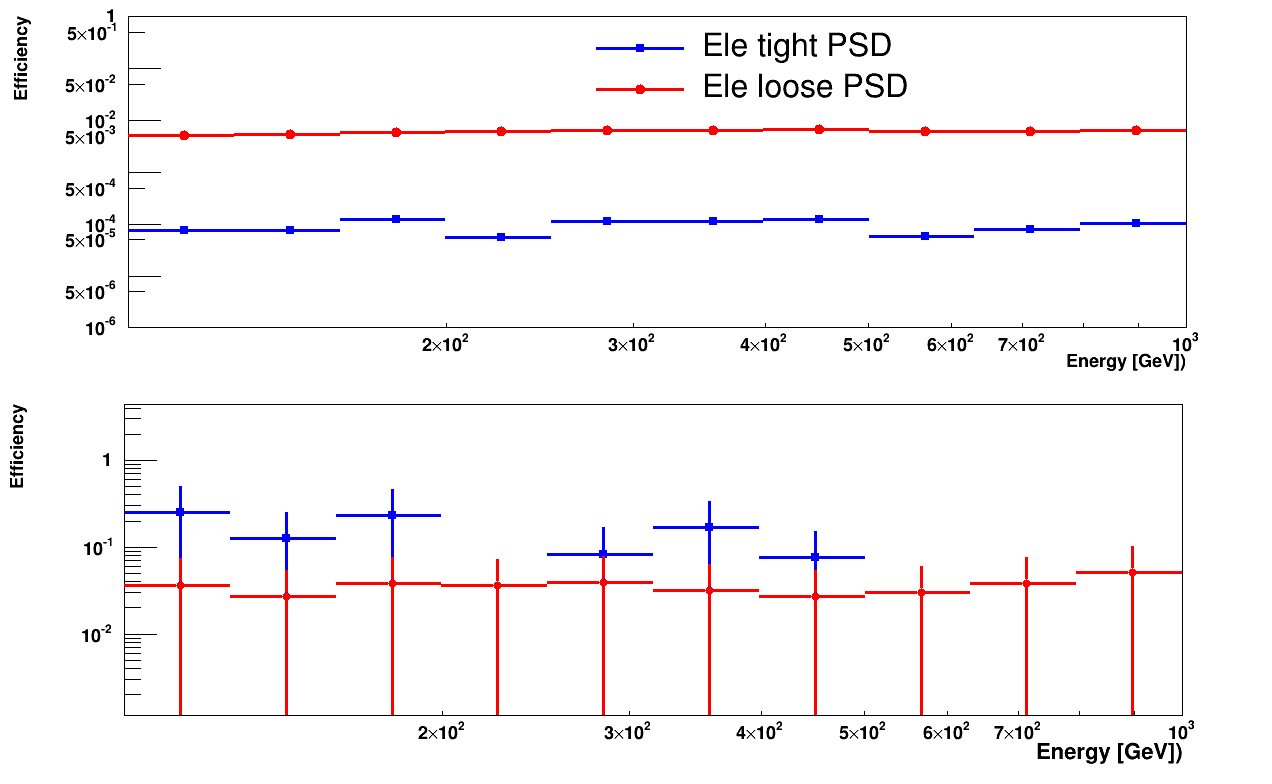 Efficiency
1
5×10⁻¹
5×10⁻²
10⁻²
5×10⁻³
5×10⁻⁴
10⁻⁴
5×10⁻⁵
5×10⁻⁶
10⁻⁶
Ele tight PSD
Ele loose PSD
2×10² 3×10² 4×10² 5×10² 6×10² 7×10² 10³
Energy [GeV])
Efficiency
1
10⁻¹
10⁻²
2×10² 3×10² 4×10² 5×10² 6×10² 7×10² 10³
Energy [GeV])